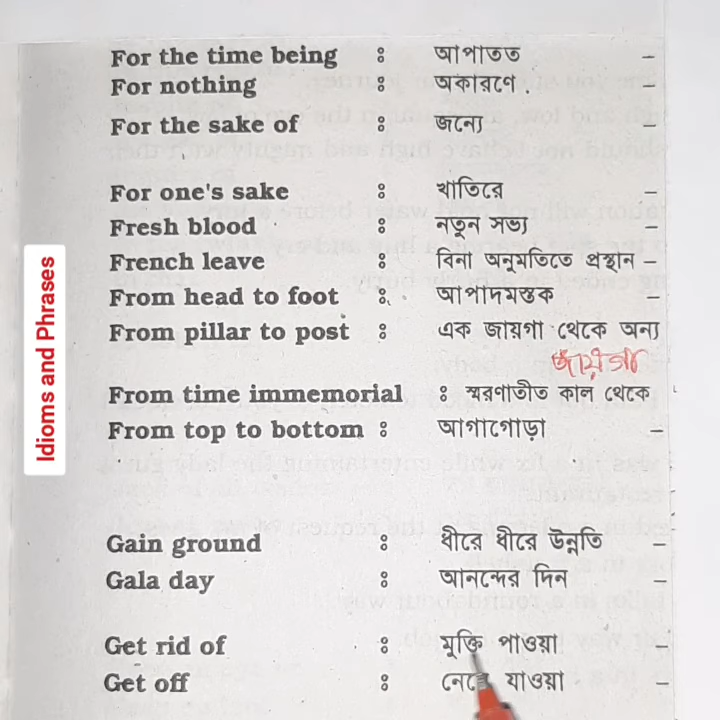 For the time being : আপাতত –
For nothing : অকারণে –
For the sake of : জন্যে –
For one's sake : খাতিরে –
Fresh blood : নতুন সভ্য –
French leave : বিনা অনুমতিতে প্রস্থান –
From head to foot : আপাদমস্তক –
From pillar to post : এক জায়গা থেকে অন্য
জায়গা
From time immemorial : স্মরণাতীত কাল থেকে
From top to bottom : আগাগোড়া –
Gain ground : ধীরে ধীরে উন্নতি –
Gala day : আনন্দের দিন –
Get rid of : মুক্তি পাওয়া –
Get off : নেমে যাওয়া –
Idioms and Phrases